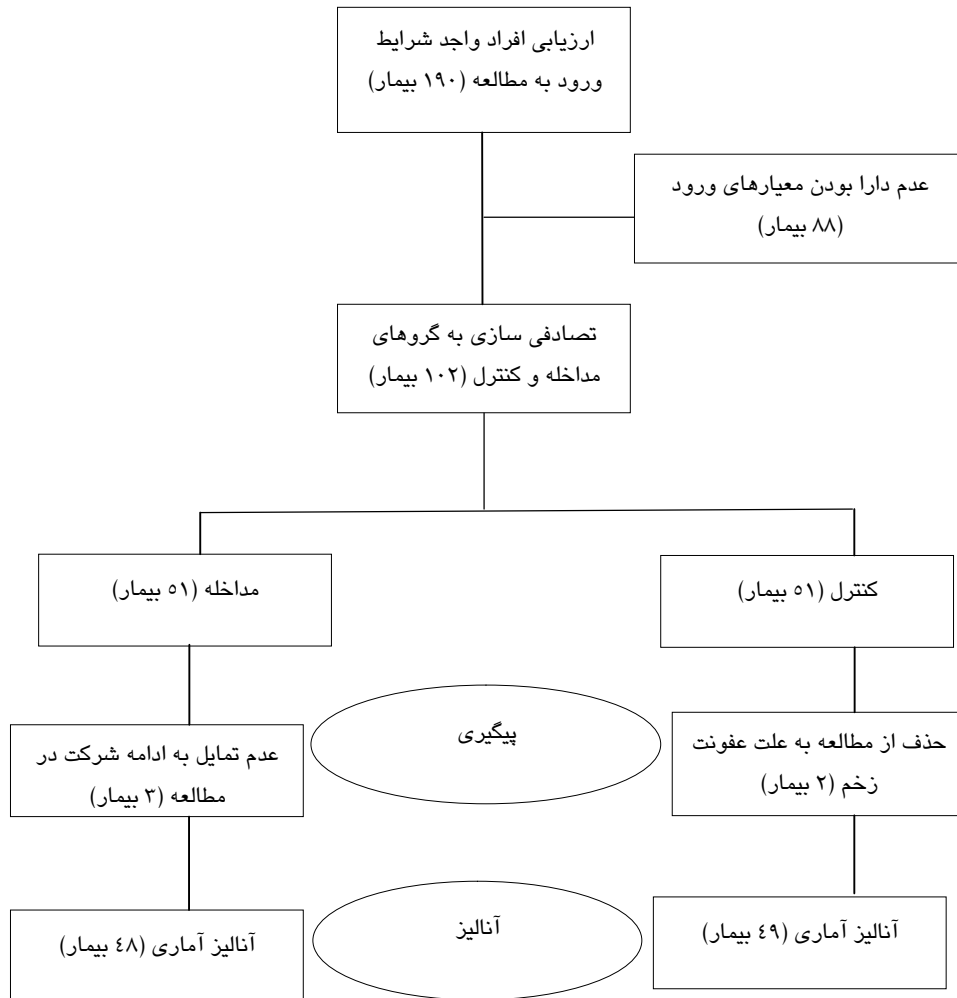 ارزیابی افراد واجد شرایط
ورود به مطالعه (۱۹۰ بیمار)
عدم دارا بودن معیارهای ورود
(۸۸ بیمار)
تصادفی سازی به گروهای
مداخله و کنترل (۱۰۲ بیمار)
کنترل (۵۱ بیمار)
مداخله (۵۱ بیمار)
حذف از مطالعه به علت عفونت
زخم (۲ بیمار)
پیگیری
عدم تمایل به ادامه شرکت در
مطالعه (۳ بیمار)
آنالیز آماری (۴۹ بیمار)
آنالیز
آنالیز آماری (۴۸ بیمار)